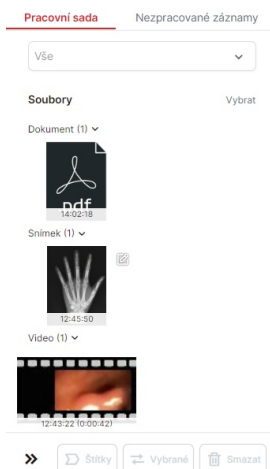 Pracovní sada Nezpracované záznamy
Vše
Soubory Vybrat
Dokument (1)
pdf
14:02:18
Snímek (1)
12:45:50
Video (1)
12:43:22 (0:00:42)
Štítky Vybrané Smazat